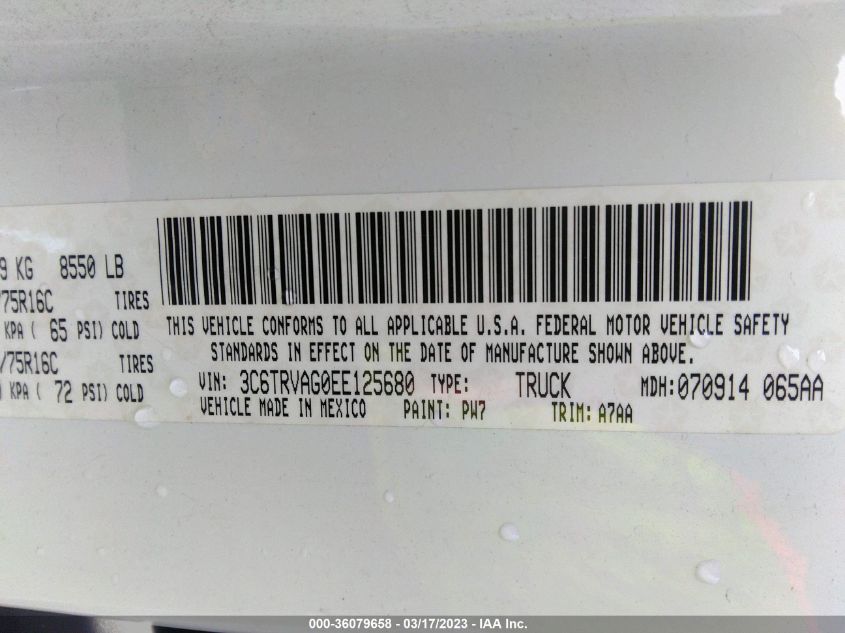 9 KG 8550 LB
/75R16C TIRES
KPA ( 65 PSI) COLD
/75R16C TIRES
KPA ( 72 PSI) COLD
THIS VEHICLE CONFORMS TO ALL APPLICABLE U.S.A. FEDERAL MOTOR VEHICLE SAFETY
STANDARDS IN EFFECT ON THE DATE OF MANUFACTURE SHOWN ABOVE.
VIN: 3C6TRVAG0EE125680 TYPE: TRUCK MDH:070914 065AA
VEHICLE MADE IN MEXICO PAINT: PW7 TRIM: A7AA
000-36079658 - 03/17/2023 - IAA Inc.